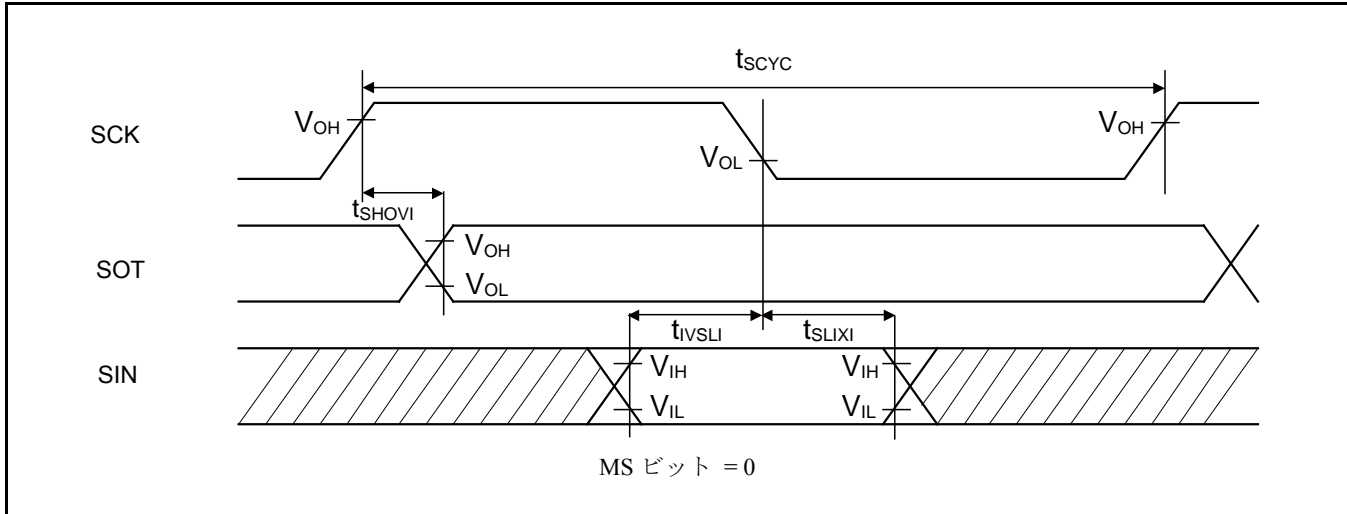 tSCYC
SCK
VOH
VOL
VOH
tSHOVI
SOT
VOH
VOL
tIVSLI
tSLIXI
SIN
VIH
VIH
VIL
VIL
MS ビット = 0